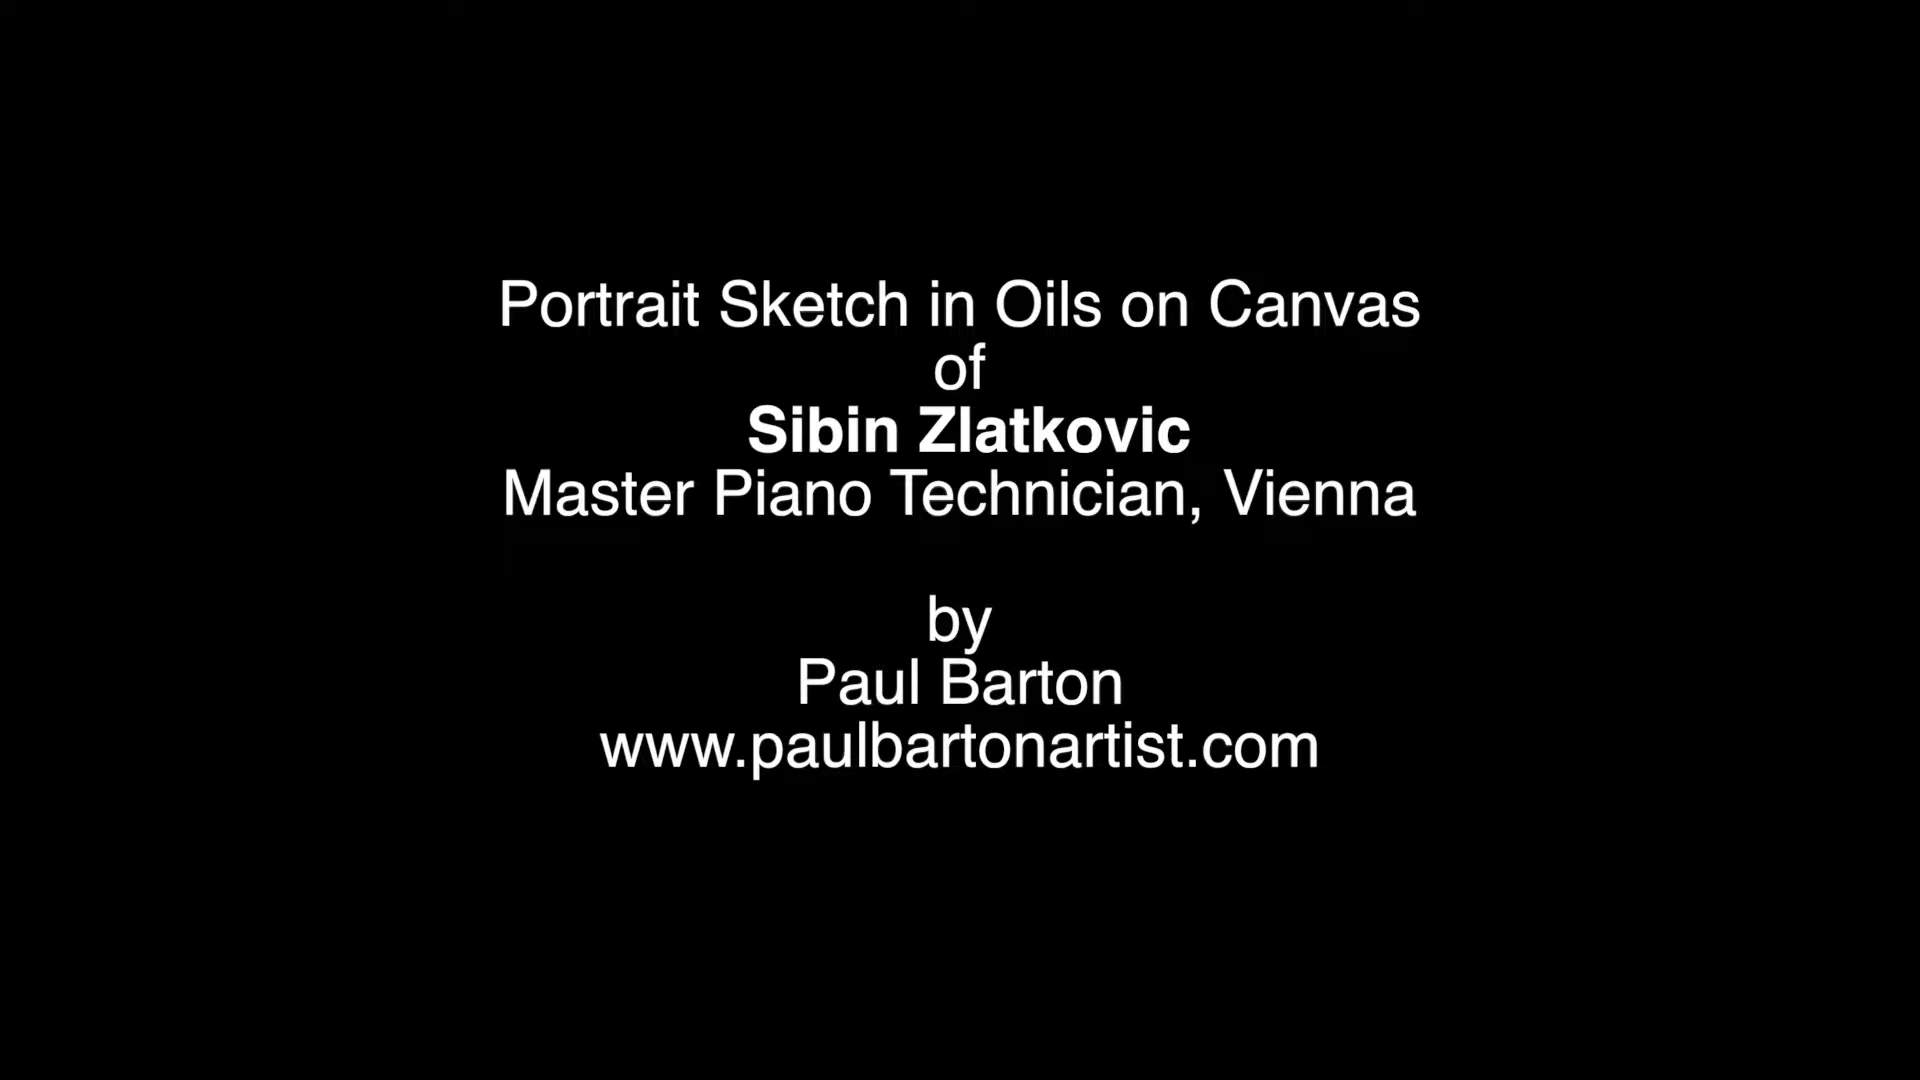 Portrait Sketch in Oils on Canvas
of
Sibin Zlatkovic
Master Piano Technician, Vienna
by
Paul Barton
www.paulbartonartist.com